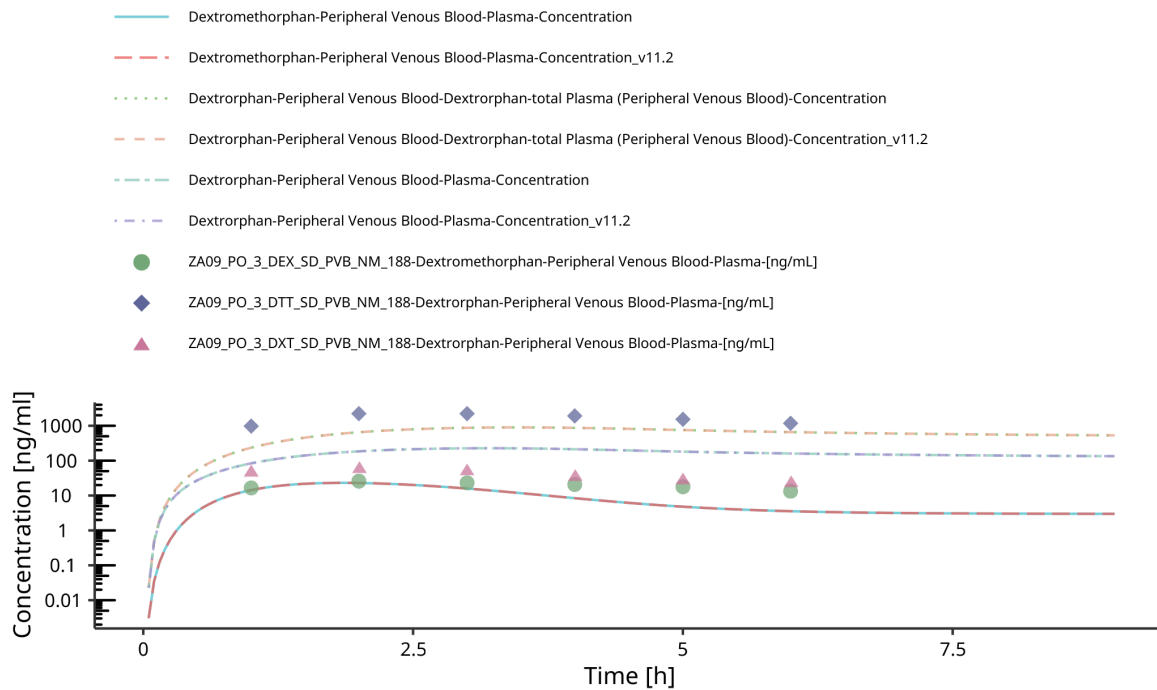 Dextromethorphan-Peripheral Venous Blood-Plasma-Concentration
Dextromethorphan-Peripheral Venous Blood-Plasma-Concentration_v11.2
Dextrorphan-Peripheral Venous Blood-Dextrorphan-total Plasma (Peripheral Venous Blood)-Concentration
Dextrorphan-Peripheral Venous Blood-Dextrorphan-total Plasma (Peripheral Venous Blood)-Concentration_v11.2
Dextrorphan-Peripheral Venous Blood-Plasma-Concentration
Dextrorphan-Peripheral Venous Blood-Plasma-Concentration_v11.2
ZA09_PO_3_DEX_SD_PVB_NM_188-Dextromethorphan-Peripheral Venous Blood-Plasma-[ng/mL]
ZA09_PO_3_DTT_SD_PVB_NM_188-Dextrorphan-Peripheral Venous Blood-Plasma-[ng/mL]
ZA09_PO_3_DXT_SD_PVB_NM_188-Dextrorphan-Peripheral Venous Blood-Plasma-[ng/mL]
Concentration [ng/ml]
1000
100
10
1
0.1
0.01
0 2.5 5 7.5
Time [h]